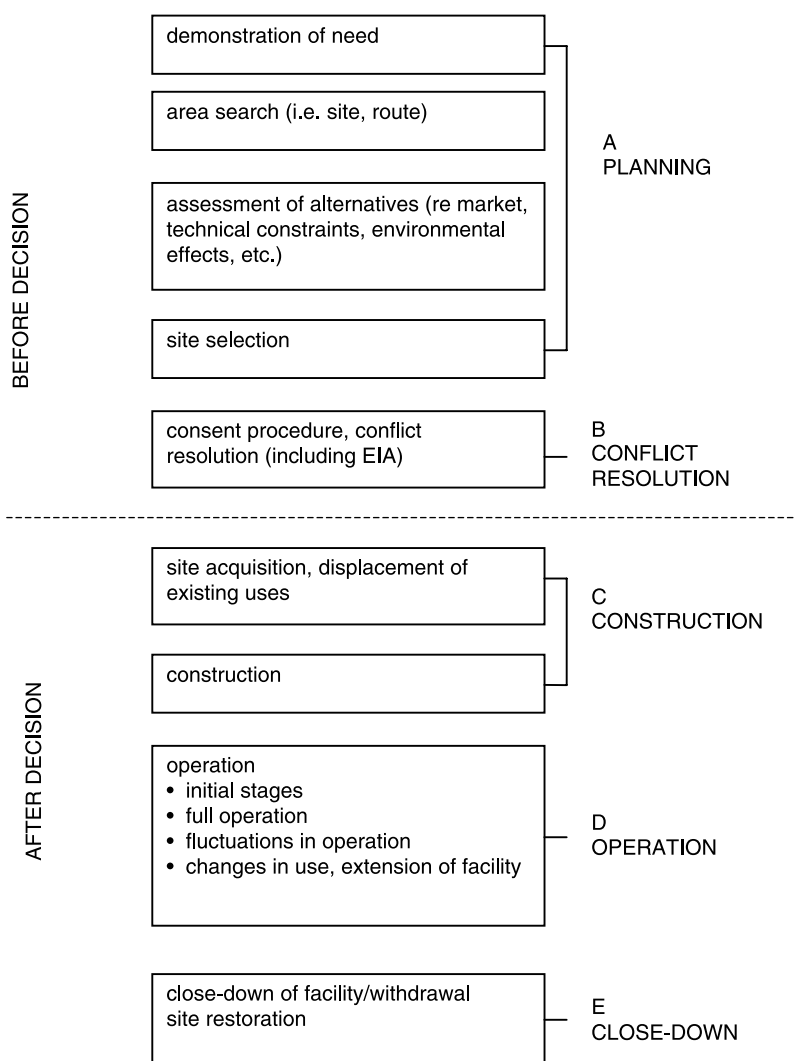 BEFORE DECISION
demonstration of need
area search (i.e. site, route)
assessment of alternatives (re market,
technical constraints, environmental
effects, etc.)
site selection
A
PLANNING
consent procedure, conflict
resolution (including EIA)
B
CONFLICT
RESOLUTION
AFTER DECISION
site acquisition, displacement of
existing uses
construction
C
CONSTRUCTION
operation
• initial stages
• full operation
• fluctuations in operation
• changes in use, extension of facility
D
OPERATION
close-down of facility/withdrawal
site restoration
E
CLOSE-DOWN